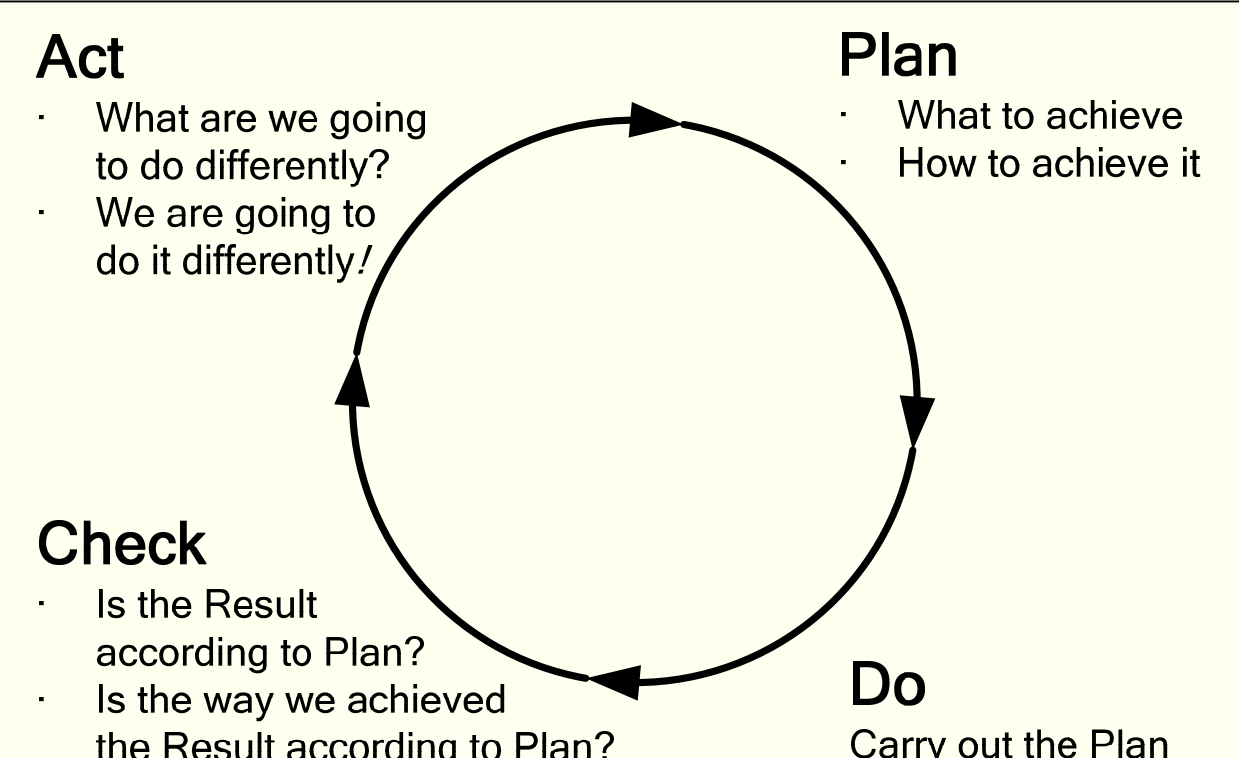 Act
· What are we going
to do differently?
· We are going to
do it differently!
Plan
· What to achieve
· How to achieve it
Check
· Is the Result
according to Plan?
· Is the way we achieved
the Result according to Plan?
Do
Carry out the Plan